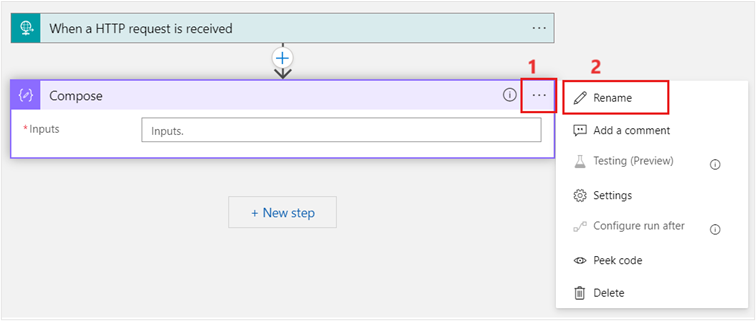 When a HTTP request is received
...
1
2
Compose
...
Rename
* Inputs
Inputs.
Add a comment
Testing (Preview)
Settings
+ New step
Configure run after
Peek code
Delete